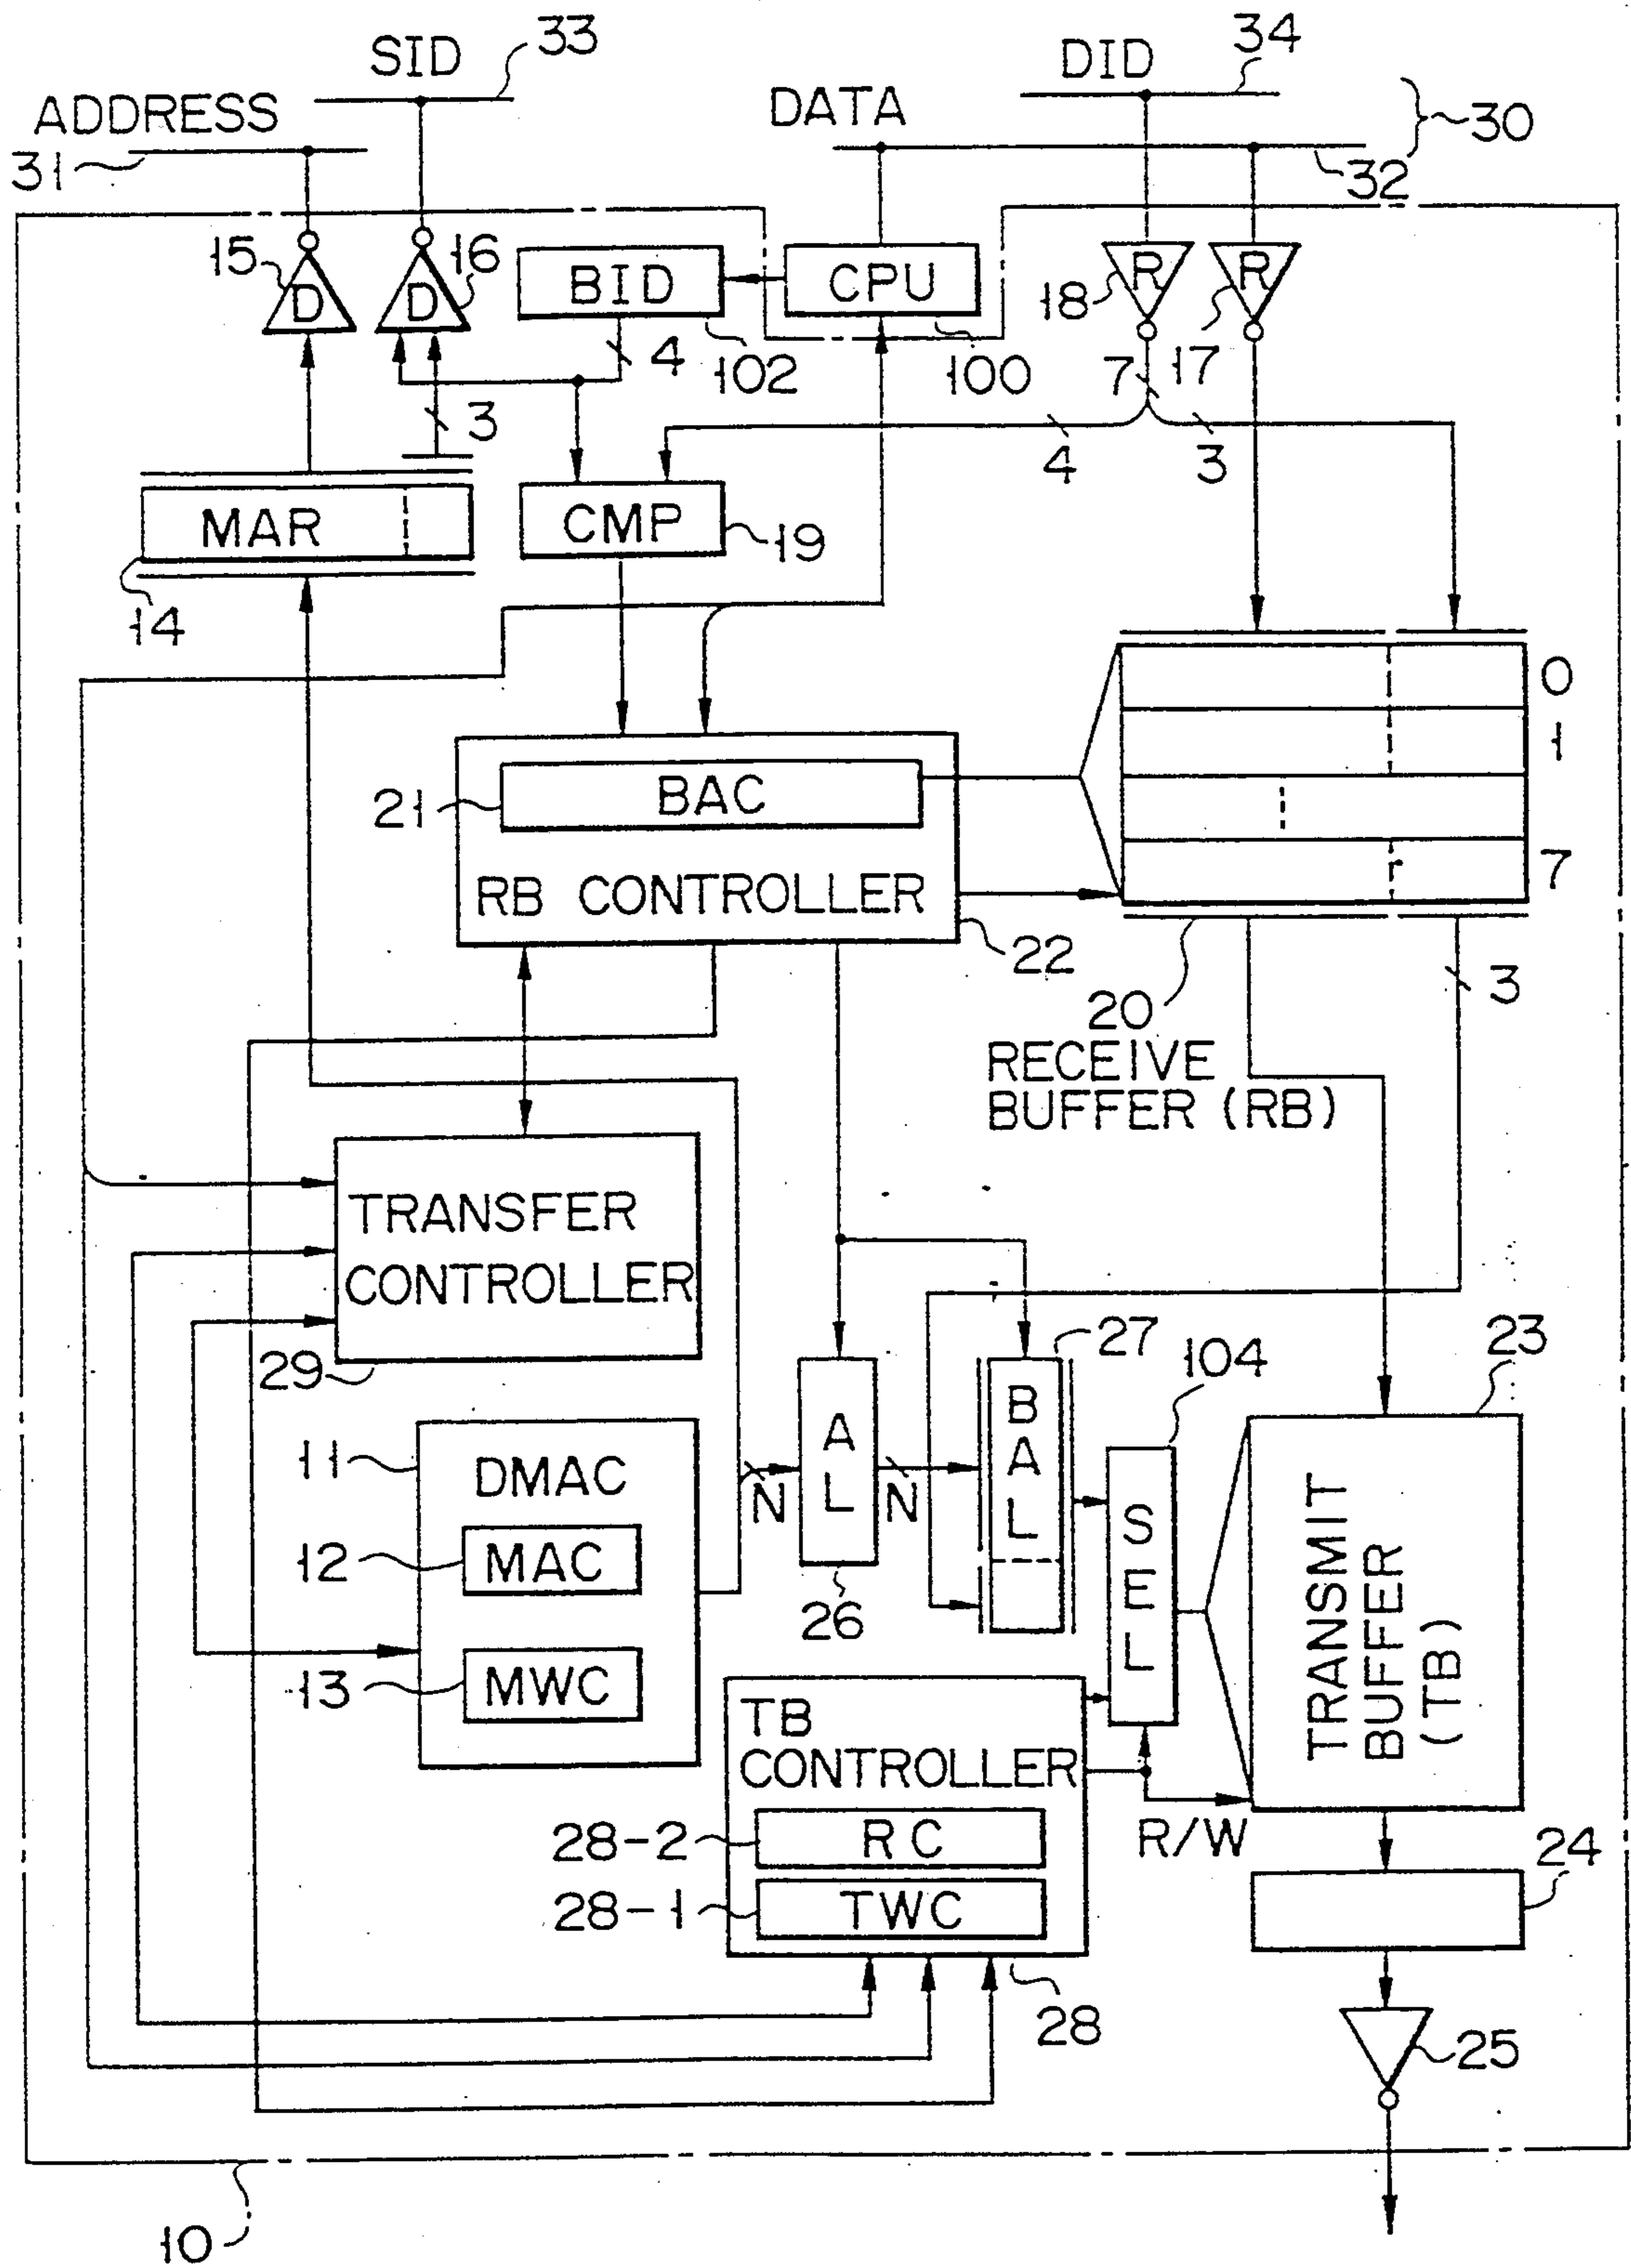 SID
33
ADDRESS
31
DATA
DID
34
30
32
15
D
16
D
BID
4
102
CPU
100
18
R
R
17
7
3
4
3
MAR
14
CMP
19
0
1
7
21
BAC
RB CONTROLLER
22
20
RECEIVE
BUFFER (RB)
3
TRANSFER
CONTROLLER
29
11
DMAC
12
MAC
13
MWC
N
AL
26
N
BAL
27
SEL
104
23
TRANSMIT
BUFFER
(TB)
TB
CONTROLLER
28-2
RC
28-1
TWC
28
R/W
24
25
10